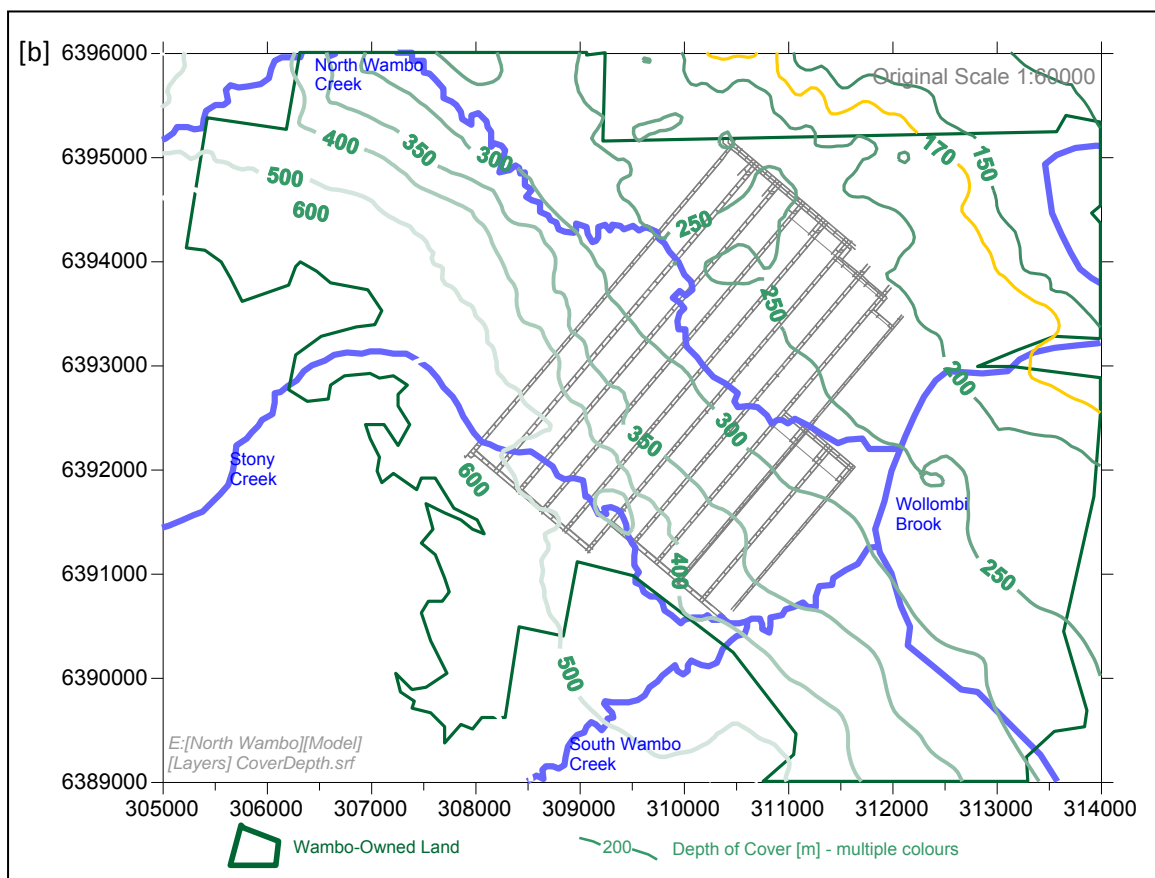 [b]
6396000
North Wambo
Creek
Original Scale 1:60000
6395000
400
350
300
170
150
500
600
250
6394000
250
6393000
200
300
350
6392000
Stony
Creek
600
Wollombi
Brook
6391000
400
250
6390000
500
E:[North Wambo][Model]
[Layers] CoverDepth.srf
South Wambo
Creek
6389000
305000 306000 307000 308000 309000 310000 311000 312000 313000 314000
Wambo-Owned Land
200
Depth of Cover [m] - multiple colours